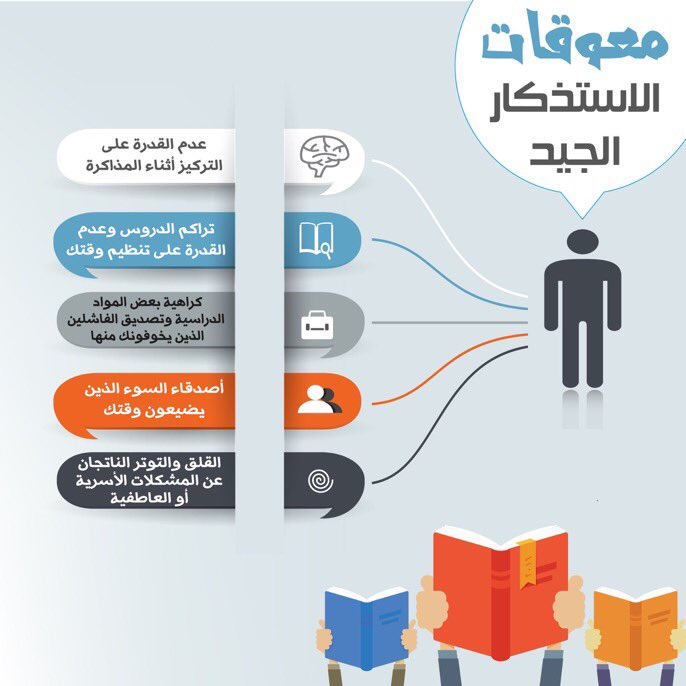 معوقات
الاستذكار
الجيد
عدم القدرة على
التركيز أثناء المذاكرة
تراكم الدروس وعدم
القدرة على تنظيم وقتك
كراهية بعض المواد
الدراسية وتصديق الفاشلين
الذين يخوفونك منها
أصدقاء السوء الذين
يضيعون وقتك
القلق والتوتر الناتجان
عن المشكلات الأسرية
أو العاطفية
٢٠١٦